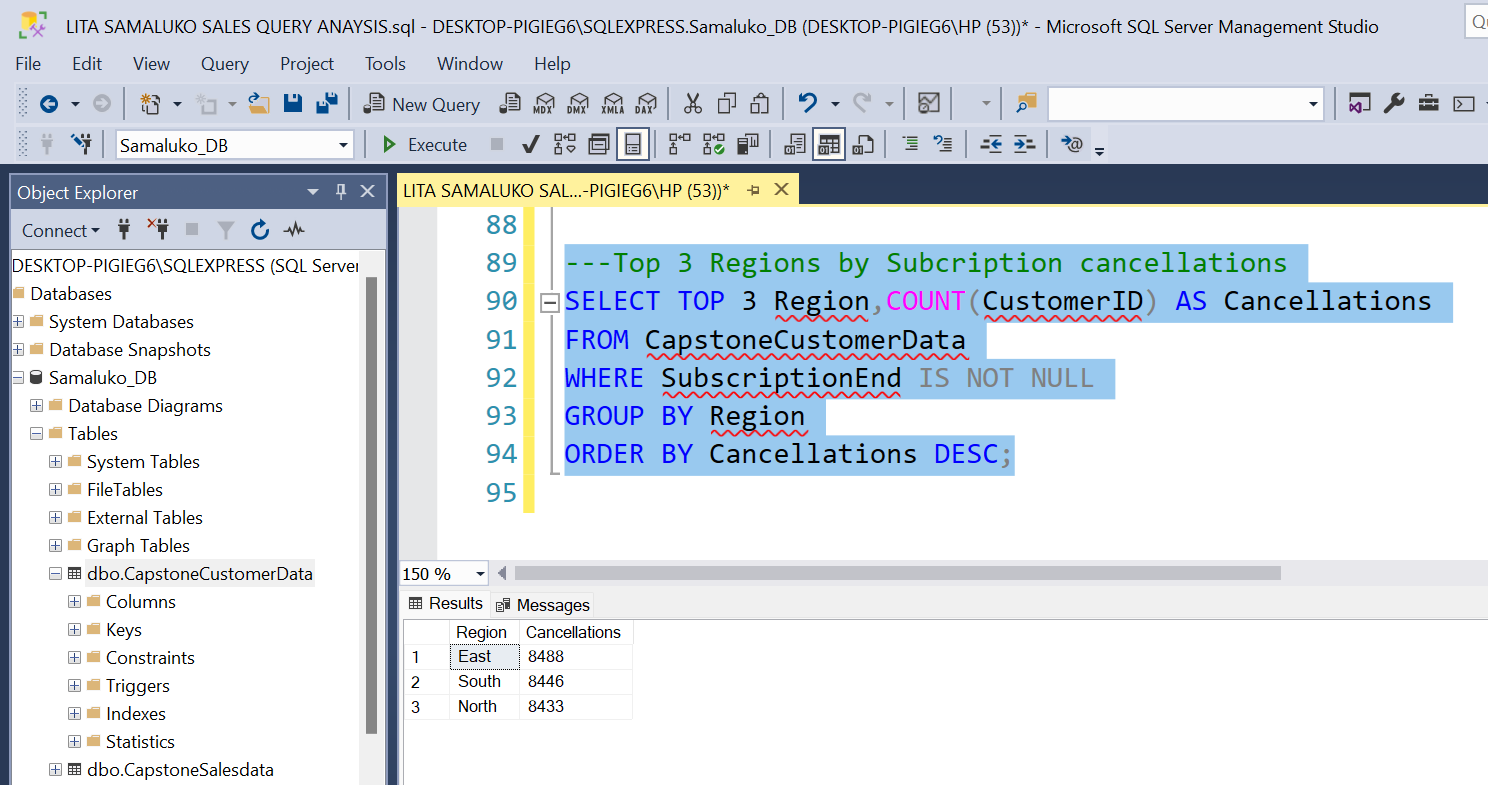 LITA SAMALUKO SALES QUERY ANAYSIS.sql - DESKTOP-PIGIEG6\SQLEXPRESS.Samaluko_DB (DESKTOP-PIGIEG6\HP (53))* - Microsoft SQL Server Management Studio
Qu
File Edit View Query Project Tools Window Help
New Query MDX DMX XMLA DAX
Samaluko_DB Execute
Object Explorer
LITA SAMALUKO SAL...-PIGIEG6\HP (53))*
Connect
DESKTOP-PIGIEG6\SQLEXPRESS (SQL Server
Databases
System Databases
Database Snapshots
Samaluko_DB
Database Diagrams
Tables
System Tables
FileTables
External Tables
Graph Tables
dbo.CapstoneCustomerData
Columns
Keys
Constraints
Triggers
Indexes
Statistics
dbo.CapstoneSalesdata
88
89 ---Top 3 Regions by Subcription cancellations
90 SELECT TOP 3 Region,COUNT(CustomerID) AS Cancellations
91 FROM CapstoneCustomerData
92 WHERE SubscriptionEnd IS NOT NULL
93 GROUP BY Region
94 ORDER BY Cancellations DESC;
95
150 %
Results Messages
Region Cancellations
1 East 8488
2 South 8446
3 North 8433